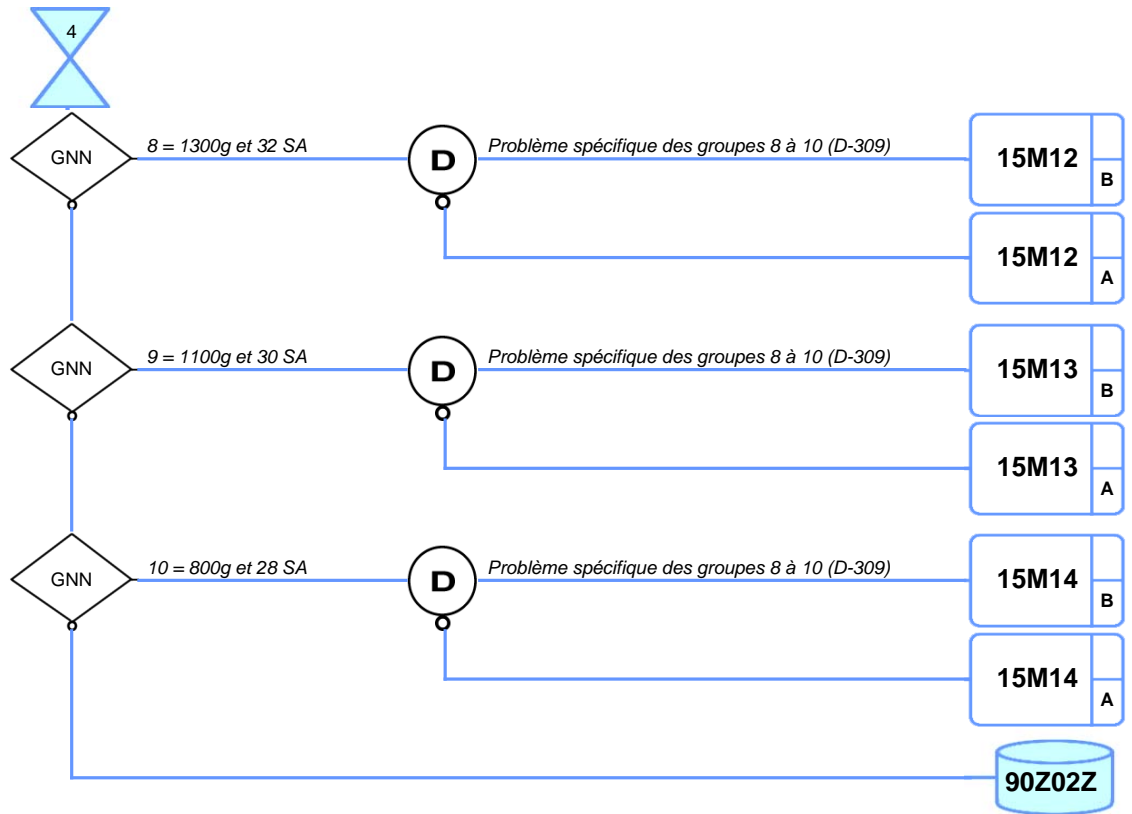 4
GNN
8 = 1300g et 32 SA
D
Problème spécifique des groupes 8 à 10 (D-309)
15M12
B
15M12
A
GNN
9 = 1100g et 30 SA
D
Problème spécifique des groupes 8 à 10 (D-309)
15M13
B
15M13
A
GNN
10 = 800g et 28 SA
D
Problème spécifique des groupes 8 à 10 (D-309)
15M14
B
15M14
A
90Z02Z